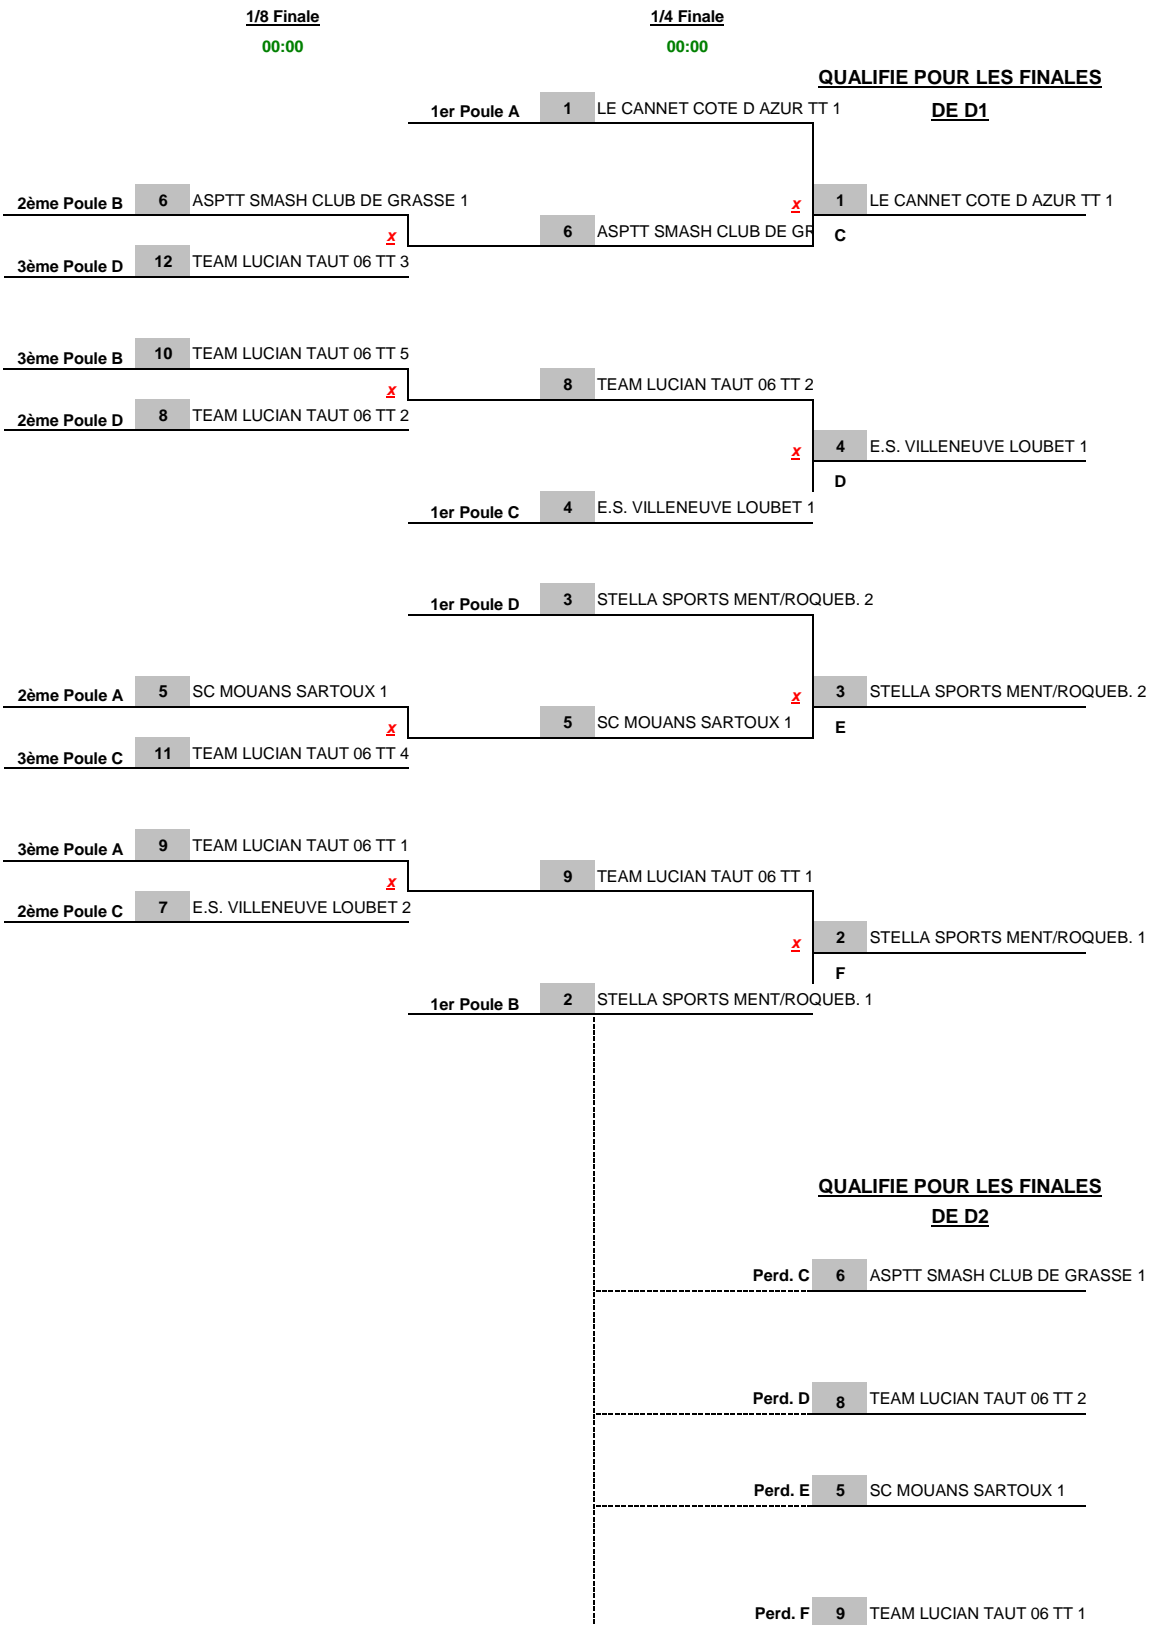 1/8 Finale 1/4 Finale
00:00 00:00
QUALIFIE POUR LES FINALES
DE D1
1er Poule A 1 LE CANNET COTE D AZUR TT 1
2ème Poule B 6 ASPTT SMASH CLUB DE GRASSE 1 x 1 LE CANNET COTE D AZUR TT 1
x 6 ASPTT SMASH CLUB DE GR C
3ème Poule D 12 TEAM LUCIAN TAUT 06 TT 3
3ème Poule B 10 TEAM LUCIAN TAUT 06 TT 5
x 8 TEAM LUCIAN TAUT 06 TT 2
2ème Poule D 8 TEAM LUCIAN TAUT 06 TT 2
x 4 E.S. VILLENEUVE LOUBET 1
D
1er Poule C 4 E.S. VILLENEUVE LOUBET 1
1er Poule D 3 STELLA SPORTS MENT/ROQUEB. 2
2ème Poule A 5 SC MOUANS SARTOUX 1 x 3 STELLA SPORTS MENT/ROQUEB. 2
x 5 SC MOUANS SARTOUX 1 E
3ème Poule C 11 TEAM LUCIAN TAUT 06 TT 4
3ème Poule A 9 TEAM LUCIAN TAUT 06 TT 1
x 9 TEAM LUCIAN TAUT 06 TT 1
2ème Poule C 7 E.S. VILLENEUVE LOUBET 2
x 2 STELLA SPORTS MENT/ROQUEB. 1
F
1er Poule B 2 STELLA SPORTS MENT/ROQUEB. 1
QUALIFIE POUR LES FINALES
DE D2
Perd. C 6 ASPTT SMASH CLUB DE GRASSE 1
Perd. D 8 TEAM LUCIAN TAUT 06 TT 2
Perd. E 5 SC MOUANS SARTOUX 1
Perd. F 9 TEAM LUCIAN TAUT 06 TT 1